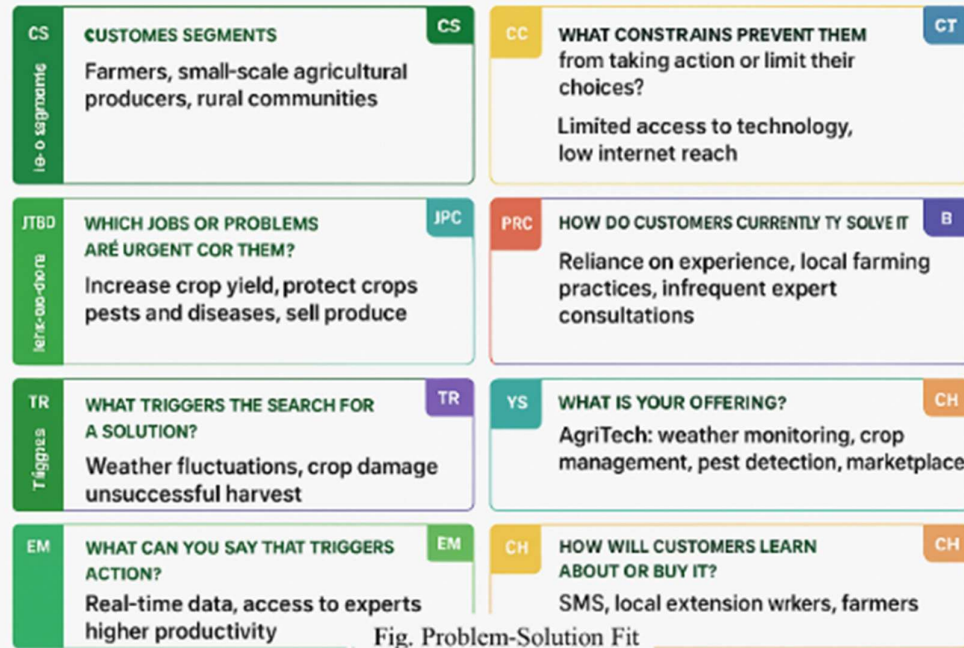 CS
CUSTOMES SEGMENTS
CS
Farmers, small-scale agricultural
producers, rural communities
CC
WHAT CONSTRAINS PREVENT THEM
CT
from taking action or limit their
choices?
Limited access to technology,
low internet reach
JTBD
WHICH JOBS OR PROBLEMS
JPC
ARÉ URGENT COR THEM?
Increase crop yield, protect crops
pests and diseases, sell produce
PRC
HOW DO CUSTOMERS CURRENTLY TY SOLVE IT
B
Reliance on experience, local farming
practices, infrequent expert
consultations
TR
WHAT TRIGGERS THE SEARCH FOR
TR
A SOLUTION?
Weather fluctuations, crop damage
unsuccessful harvest
YS
WHAT IS YOUR OFFERING?
CH
AgriTech: weather monitoring, crop
management, pest detection, marketplace
EM
WHAT CAN YOU SAY THAT TRIGGERS
EM
ACTION?
Real-time data, access to experts
higher productivity
CH
HOW WILL CUSTOMERS LEARN
CH
ABOUT OR BUY IT?
SMS, local extension wrkers, farmers
Fig. Problem-Solution Fit